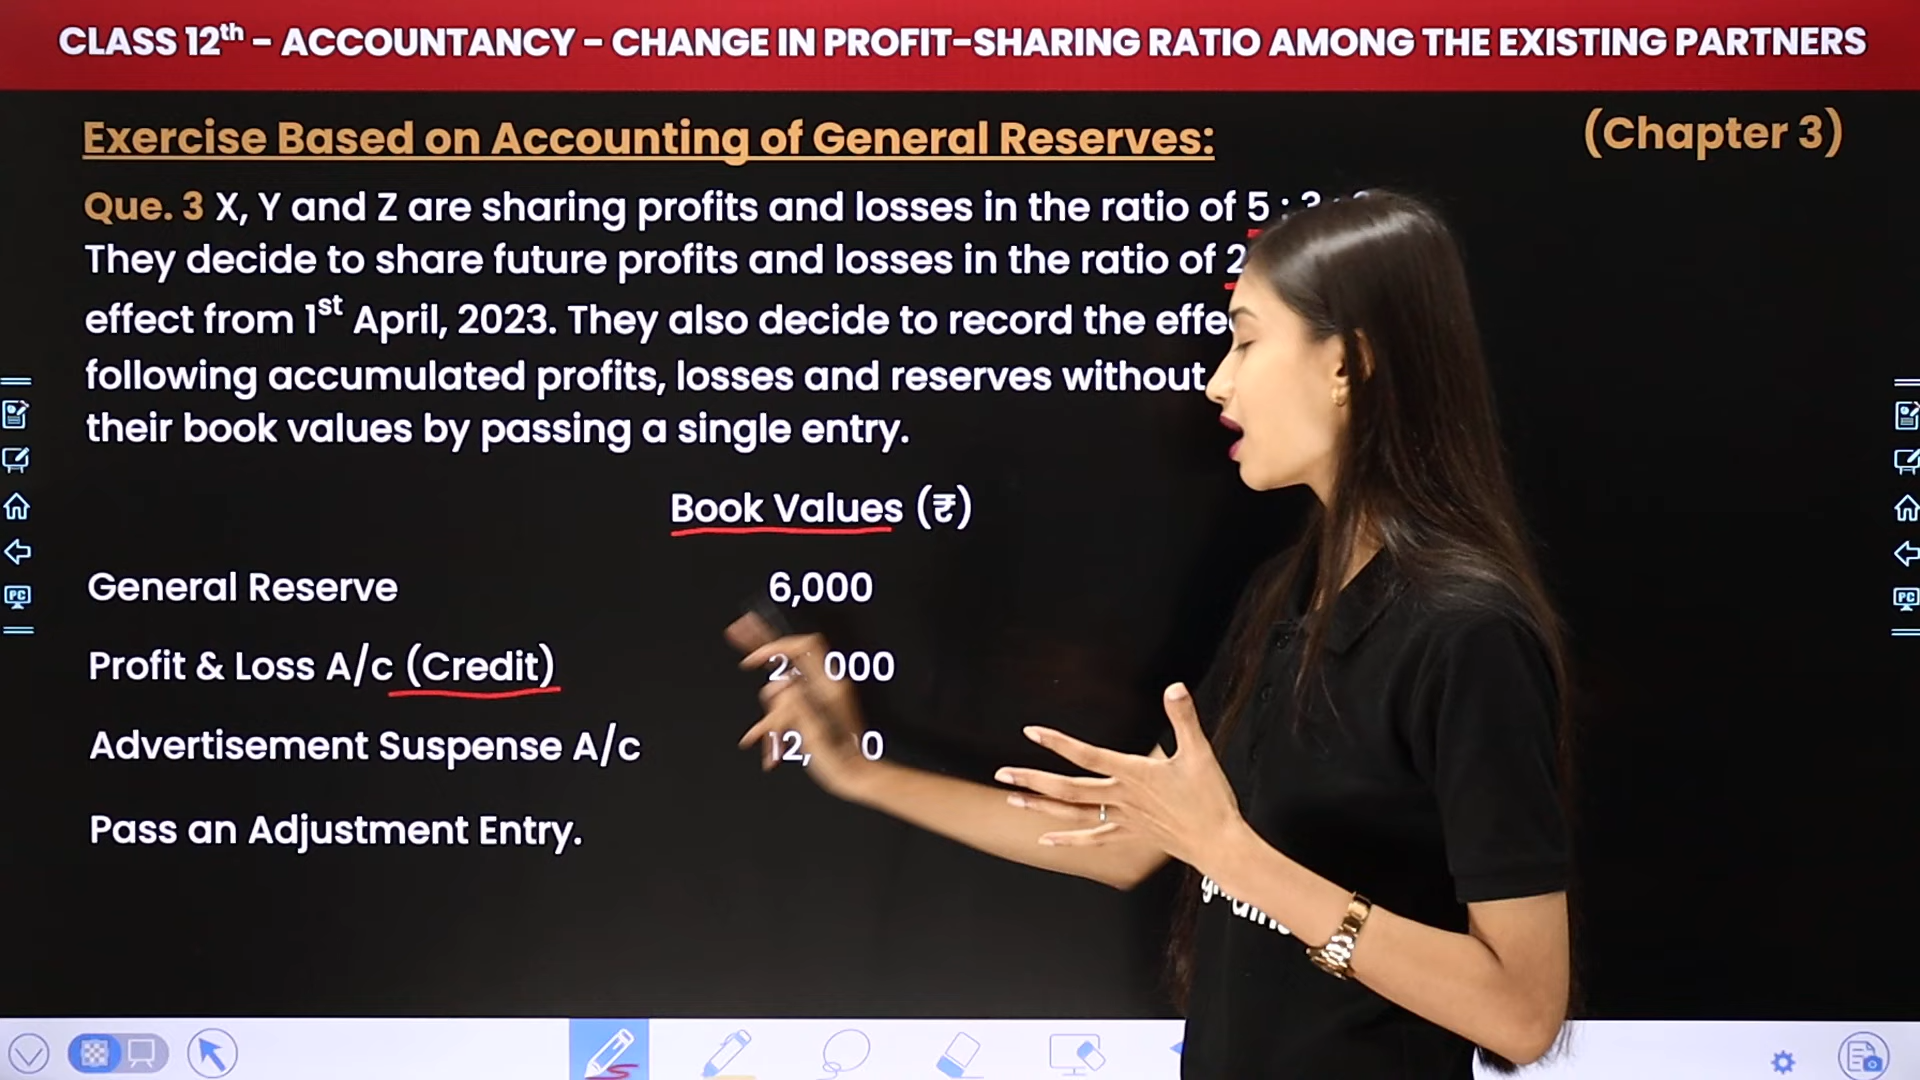 CLASS 12th – ACCOUNTANCY – CHANGE IN PROFIT-SHARING RATIO AMONG THE EXISTING PARTNERS
Exercise Based on Accounting of General Reserves:
(Chapter 3)
Que. 3 X, Y and Z are sharing profits and losses in the ratio of 5 : 3 :
They decide to share future profits and losses in the ratio of 2
effect from 1st April, 2023. They also decide to record the
following accumulated profits, losses and reserves without
their book values by passing a single entry.
Book Values (₹)
General Reserve 6,000
Profit & Loss A/c (Credit)
Advertisement Suspense A/c
Pass an Adjustment Entry.
PC
PC